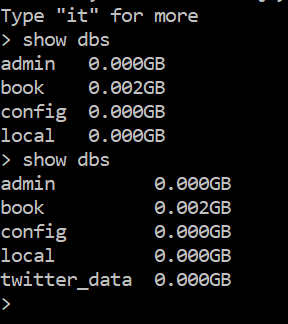 Type "it" for more
> show dbs
admin   0.000GB
book    0.002GB
config  0.000GB
local   0.000GB
> show dbs
admin         0.000GB
book          0.002GB
config        0.000GB
local         0.000GB
twitter_data  0.000GB
>